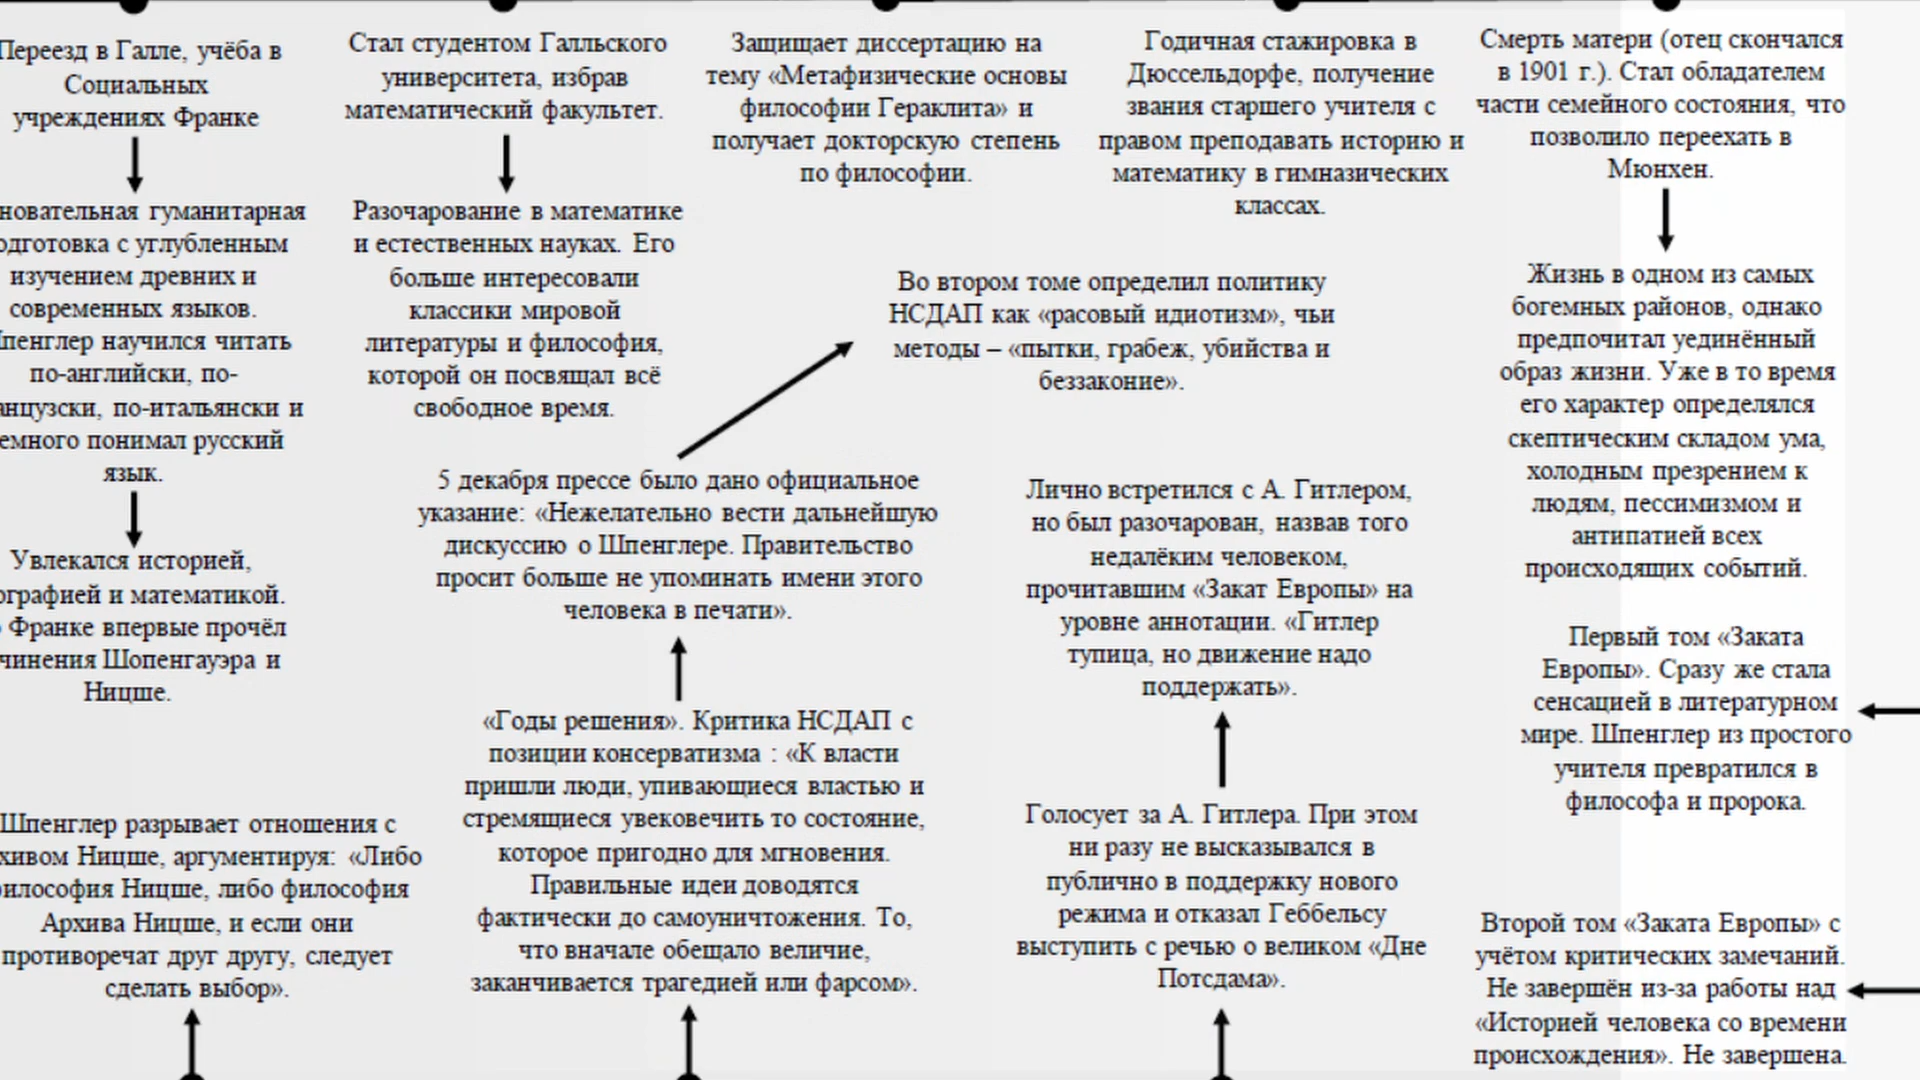 Переезд в Галле, учёба в
Социальных
учреждениях Франке
гуманитарная
с углубленным
изучением древних и
современных языков.
научился читать
по-английски, по-
по-итальянски и
понимал русский
язык.
Увлекался историей,
и математикой.
Франке впервые прочёл
Шопенгауэра и
Ницше.
Стал студентом Галльского
университета, избрав
математический факультет.
Разочарование в математике
и естественных науках. Его
больше интересовали
классики мировой
литературы и философия,
которой он посвящал всё
свободное время.
Защищает диссертацию на
тему «Метафизические основы
философии Гераклита» и
получает докторскую степень
по философии.
Годичная стажировка в
Дюссельдорфе, получение
звания старшего учителя с
правом преподавать историю и
математику в гимназических
классах.
Смерть матери (отец скончался
в 1901 г.). Стал обладателем
части семейного состояния, что
позволило переехать в
Мюнхен.
Жизнь в одном из самых
богемных районов, однако
предпочитал уединённый
образ жизни. Уже в то время
его характер определялся
скептическим складом ума,
холодным презрением к
людям, пессимизмом и
антипатией всех
происходящих событий.
Первый том «Заката
Европы». Сразу же стала
сенсацией в литературном
мире. Шпенглер из простого
учителя превратился в
философа и пророка.
Второй том «Заката Европы» с
учётом критических замечаний.
Не завершён из-за работы над
«Историей человека со времени
происхождения». Не завершена.
Голосует за А. Гитлера. При этом
ни разу не высказывался в
публично в поддержку нового
режима и отказал Геббельсу
выступить с речью о великом «Дне
Потсдама».
Лично встретился с А. Гитлером,
но был разочарован, назвав того
недалёким человеком,
прочитавшим «Закат Европы» на
уровне аннотации. «Гитлер
тупица, но движение надо
поддержать».
«Годы решения». Критика НСДАП с
позиции консерватизма : «К власти
пришли люди, упивающиеся властью и
стремящиеся увековечить то состояние,
которое пригодно для мгновения.
Правильные идеи доводятся
фактически до самоуничтожения. То,
что вначале обещало величие,
заканчивается трагедией или фарсом».
5 декабря прессе было дано официальное
указание: «Нежелательно вести дальнейшую
дискуссию о Шпенглере. Правительство
просит больше не упоминать имени этого
человека в печати».
Во втором томе определил политику
НСДАП как «расовый идиотизм», чьи
методы – «пытки, грабеж, убийства и
беззаконие».
Шпенглер разрывает отношения с
Ницше, аргументируя: «Либо
Ницше, либо философия
Архива Ницше, и если они
противоречат друг другу, следует
сделать выбор».